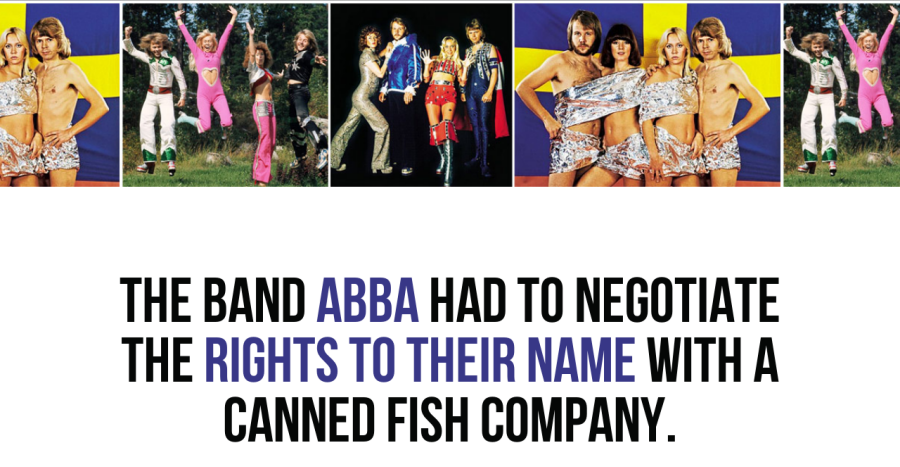 THE BAND ABBA HAD TO NEGOTIATE
THE RIGHTS TO THEIR NAME WITH A
CANNED FISH COMPANY.